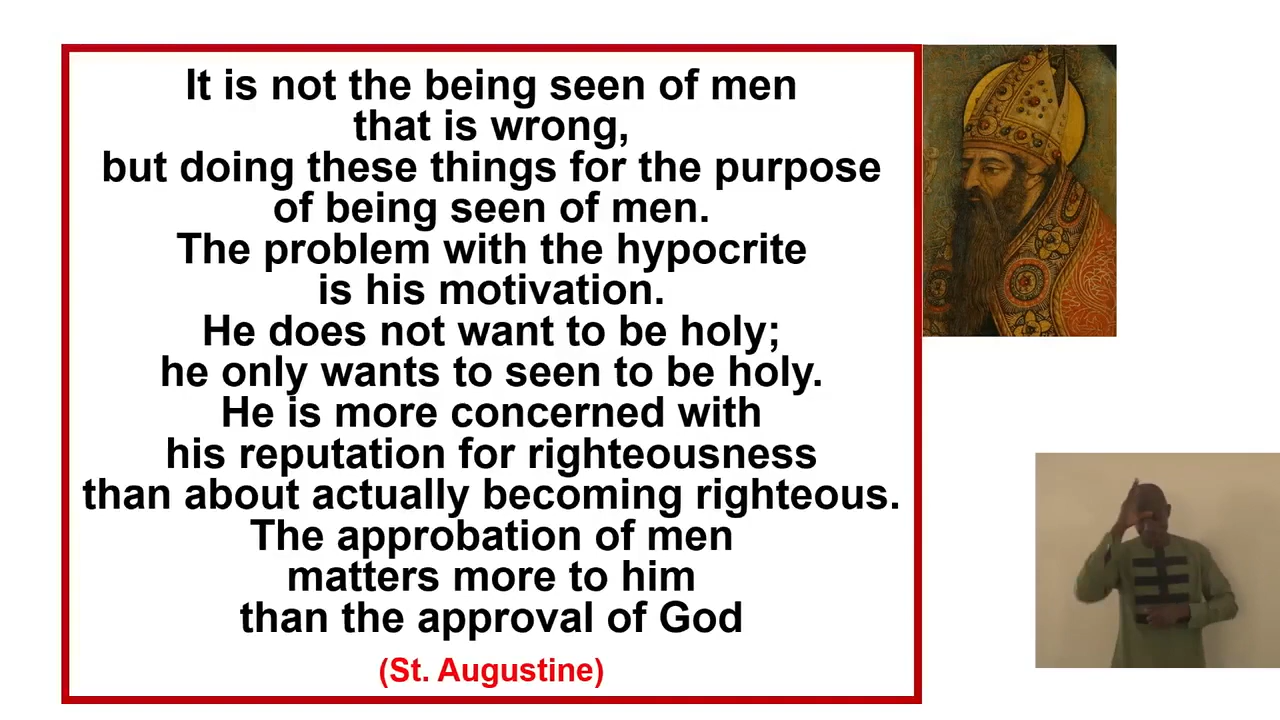 It is not the being seen of men
that is wrong,
but doing these things for the purpose
of being seen of men.
The problem with the hypocrite
is his motivation.
He does not want to be holy;
he only wants to seen to be holy.
He is more concerned with
his reputation for righteousness
than about actually becoming righteous.
The approbation of men
matters more to him
than the approval of God
(St. Augustine)